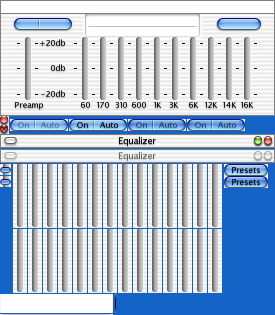 +20db
0db
-20db
Preamp 60 170 310 600 1K 3K 6K 12K 14K 16K
On Auto On Auto On Auto On Auto
Equalizer
Equalizer
Presets
Presets